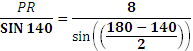 PR/SIN 140 = 8/sin((180 − 140)/2)